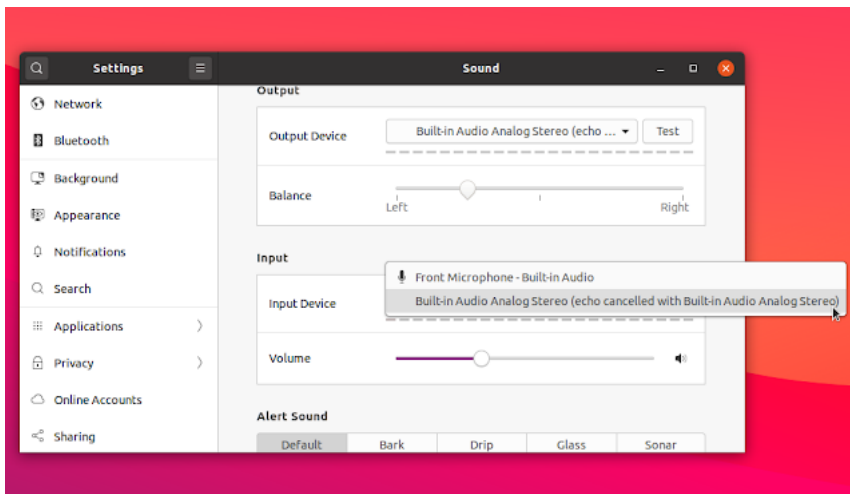 Settings
Sound
Network
Bluetooth
Background
Appearance
Notifications
Search
Applications
Privacy
Online Accounts
Sharing
Output
Output Device
Built-in Audio Analog Stereo (echo ...
Test
Balance
Left
Right
Input
Input Device
Front Microphone - Built-in Audio
Built-in Audio Analog Stereo (echo cancelled with Built-in Audio Analog Stereo)
Volume
Alert Sound
Default
Bark
Drip
Glass
Sonar